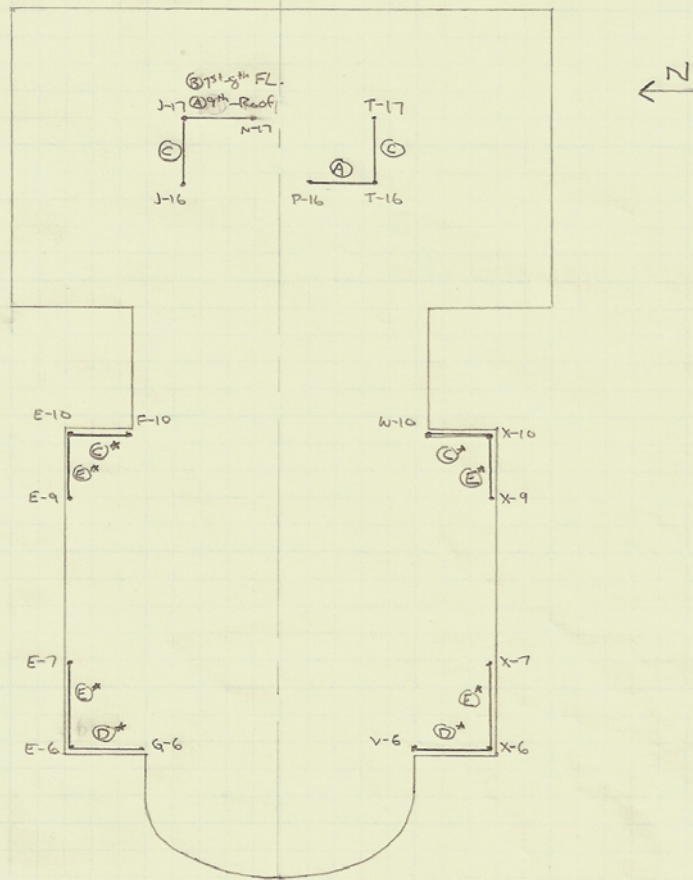 N
Ⓑ 1st-8th FL.
J-17 Ⓐ 9th-Roof
N-17
T-17
Ⓒ
Ⓒ
Ⓐ
J-16
P-16
T-16
E-10
F-10
W-10
X-10
Ⓒ*
Ⓒ*
Ⓔ*
Ⓔ*
E-9
X-9
E-7
X-7
Ⓔ*
Ⓔ*
Ⓓ*
Ⓓ*
E-6
G-6
V-6
X-6